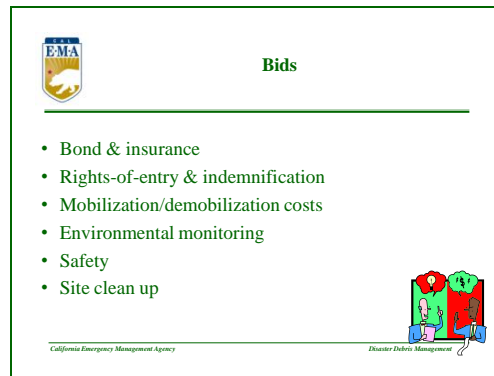 CAL
E·M·A
Bids
• Bond & insurance
• Rights-of-entry & indemnification
• Mobilization/demobilization costs
• Environmental monitoring
• Safety
• Site clean up
California Emergency Management Agency
Disaster Debris Management